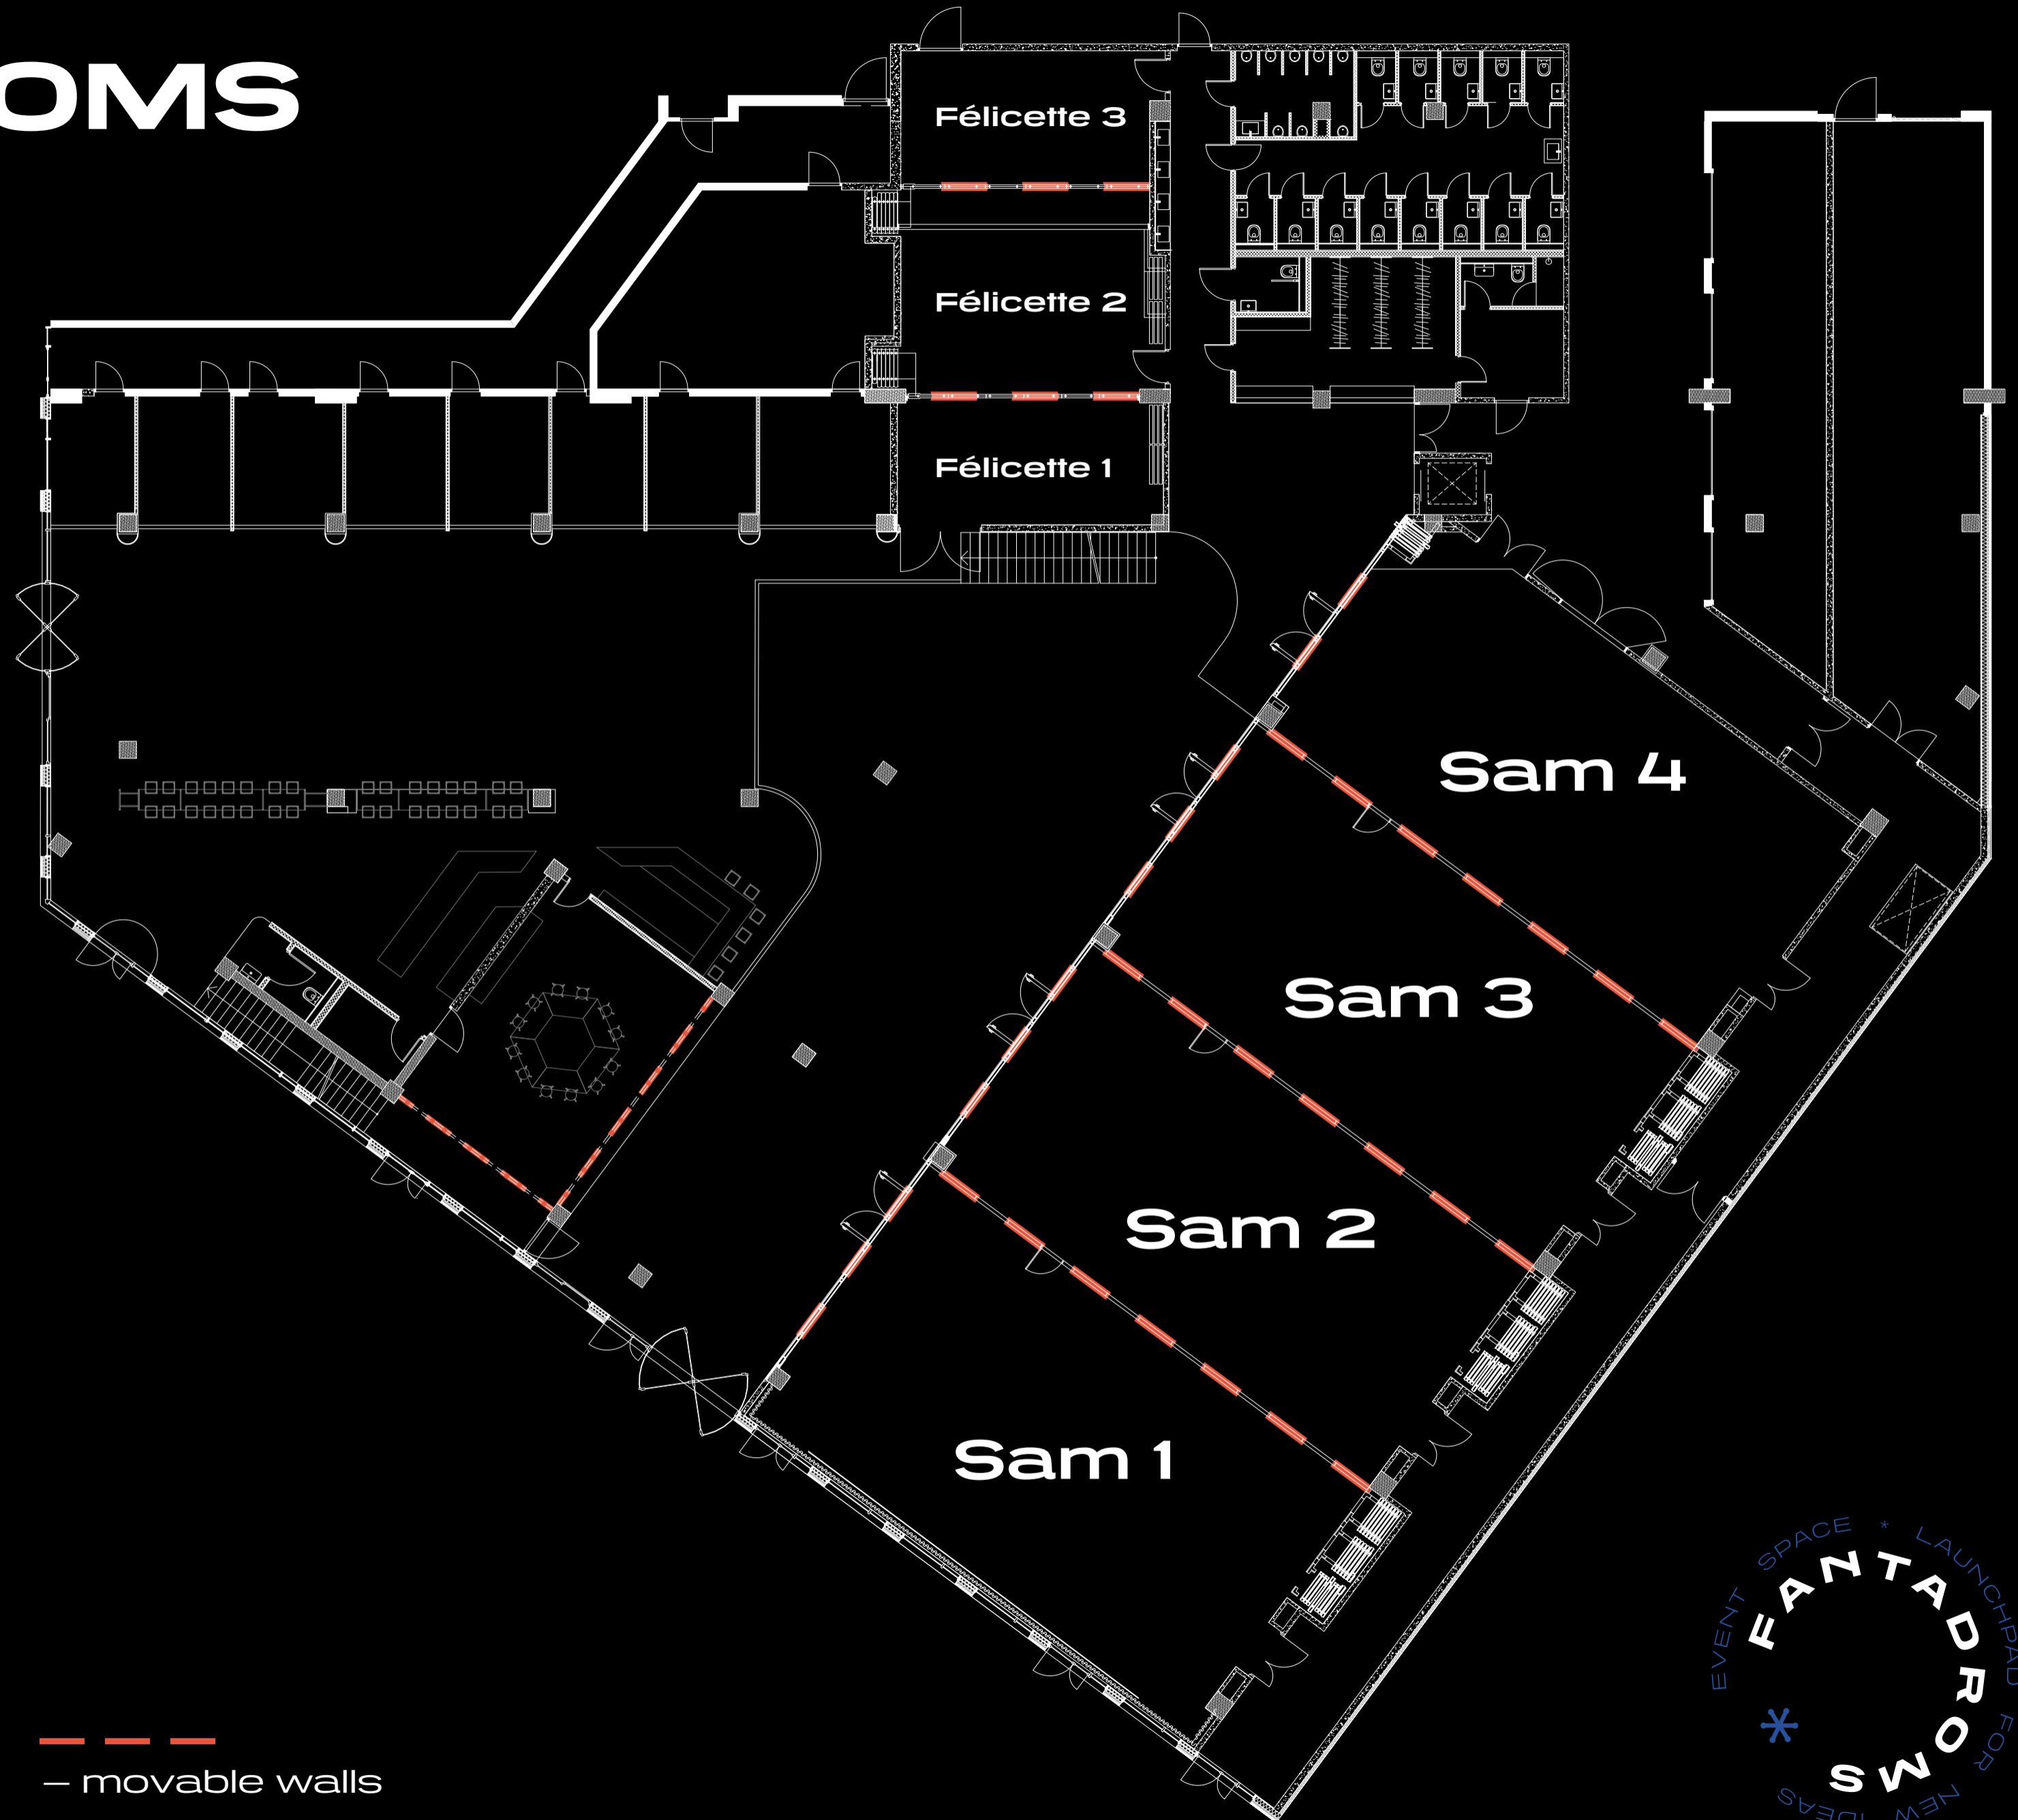 OMS
Félicette 3
Félicette 2
Félicette 1
Sam 4
Sam 3
Sam 2
Sam 1
– movable walls
EVENT SPACE * LAUNCHPAD FOR NEW IDEAS
FANTADROMS